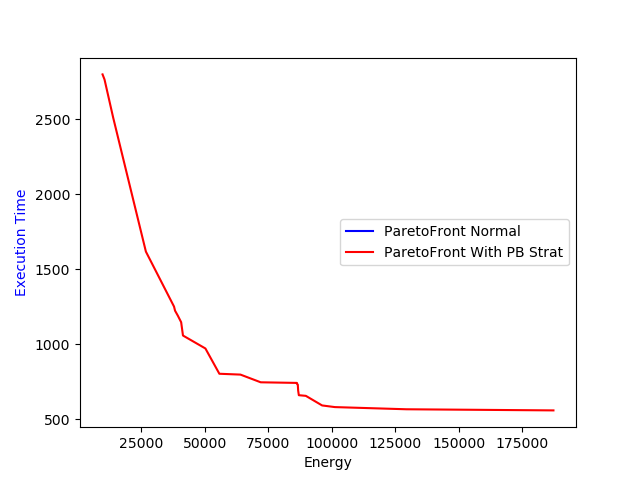 2500
2000
1500
1000
500
Execution Time
ParetoFront Normal
ParetoFront With PB Strat
25000 50000 75000 100000 125000 150000 175000
Energy